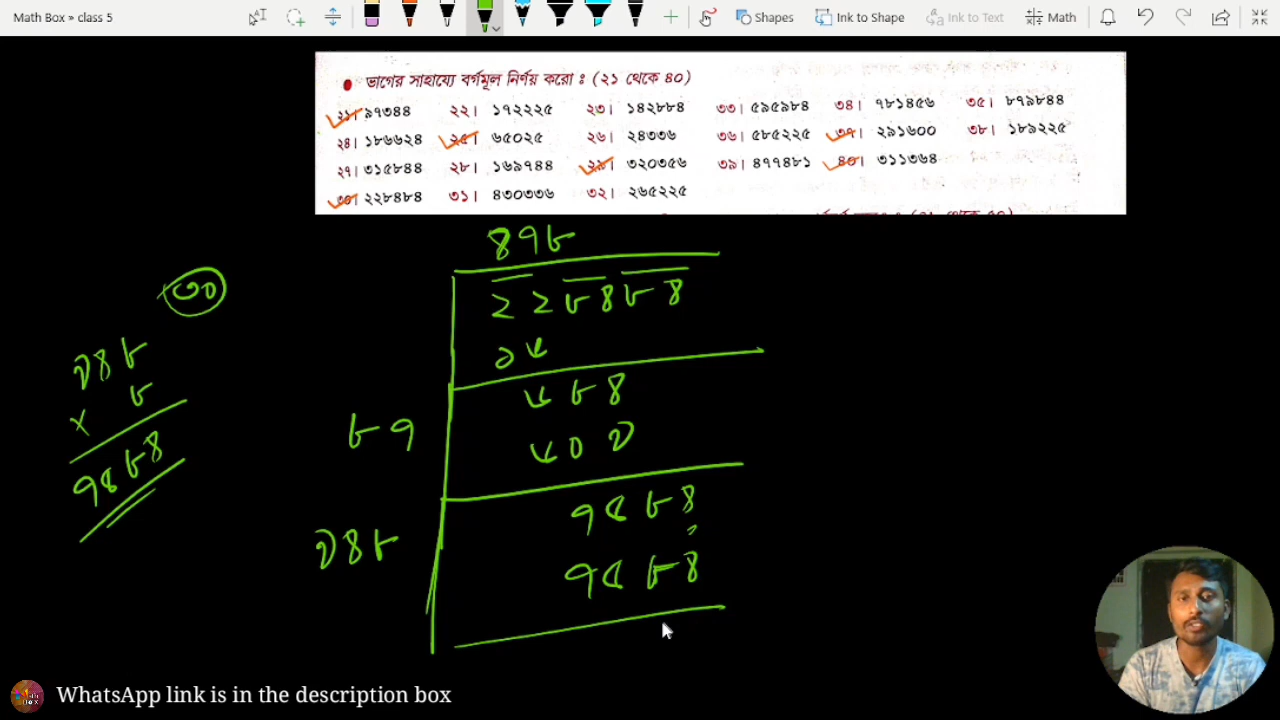 Math Box » class 5
Shapes
Ink to Shape
Ink to Text
Math
ভাগের সাহায্যে বর্গমূল নির্ণয় করো : (২১ থেকে ৪০)
২১। ৯৭৩৪৪ ২২। ১৭২২২৫ ২৩। ১৪২৮৮৪ ৩৩। ৫৯৫৯৮৪ ৩৪। ৭৮১৪৫৬ ৩৫। ৮৭৯৮৪৪
২৪। ১৮৬৬২৪ ২৫। ৬৫০২৫ ২৬। ২৪৩৩৬ ৩৬। ৫৮৫২২৫ ৩৭। ২৯১৬০০ ৩৮। ১৮৯২২৫
২৭। ৩১৫৮৪৪ ২৮। ১৬৯৭৪৪ ২৯। ৩২০৩৫৬ ৩৯। ৪৭৭৪৮১ ৪০। ৩১১৩৬৪
৩০। ২২৮৪৮৪ ৩১। ৪৩০৩৩৬ ৩২। ২৬৫২২৫
৩০
৯৪৮
× ৮
৭৫৮৪
৪৭৮
২২৮৪৮৪
১৬
৬৮৪
৮৭
৬০৯
৭৫৮৪
৯৪৮
৭৫৮৪
WhatsApp link is in the description box